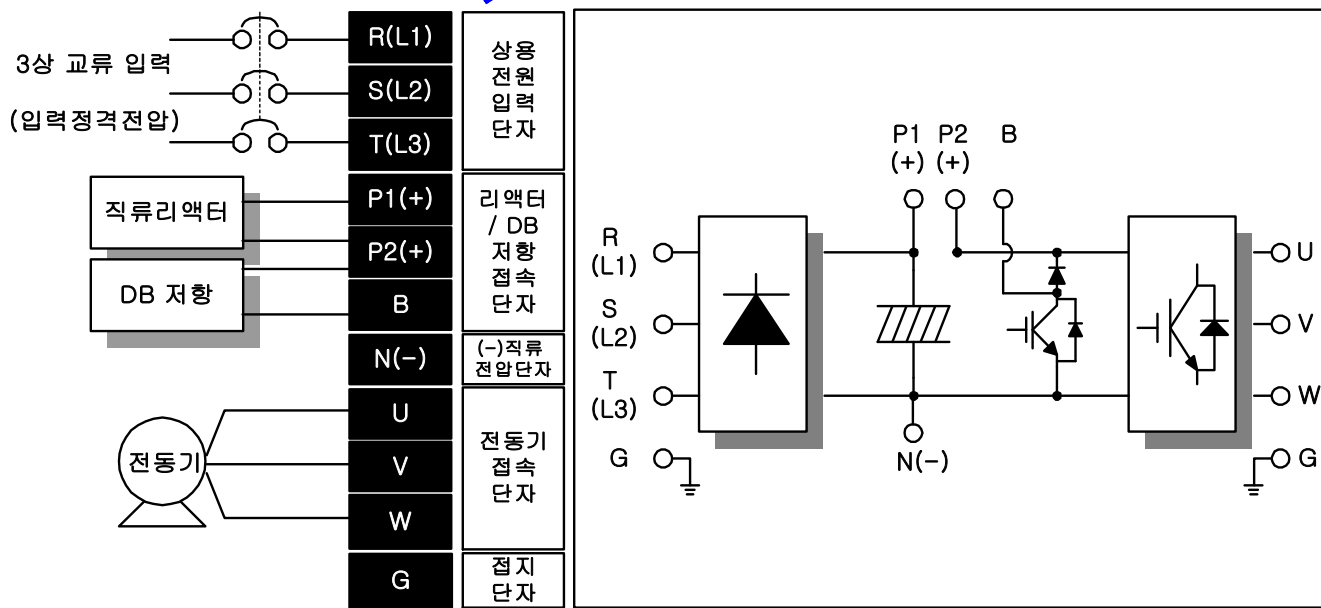 3상 교류 입력
(입력정격전압)
R(L1)
S(L2)
T(L3)
상용
전원
입력
단자
직류리액터
DB 저항
P1(+)
P2(+)
B
리액터
/ DB
저항
접속
단자
N(-)
(-)직류
전압단자
전동기
U
V
W
전동기
접속
단자
G
접지
단자
P1
(+)
P2
(+)
B
R
(L1)
S
(L2)
T
(L3)
G
N(-)
U
V
W
G